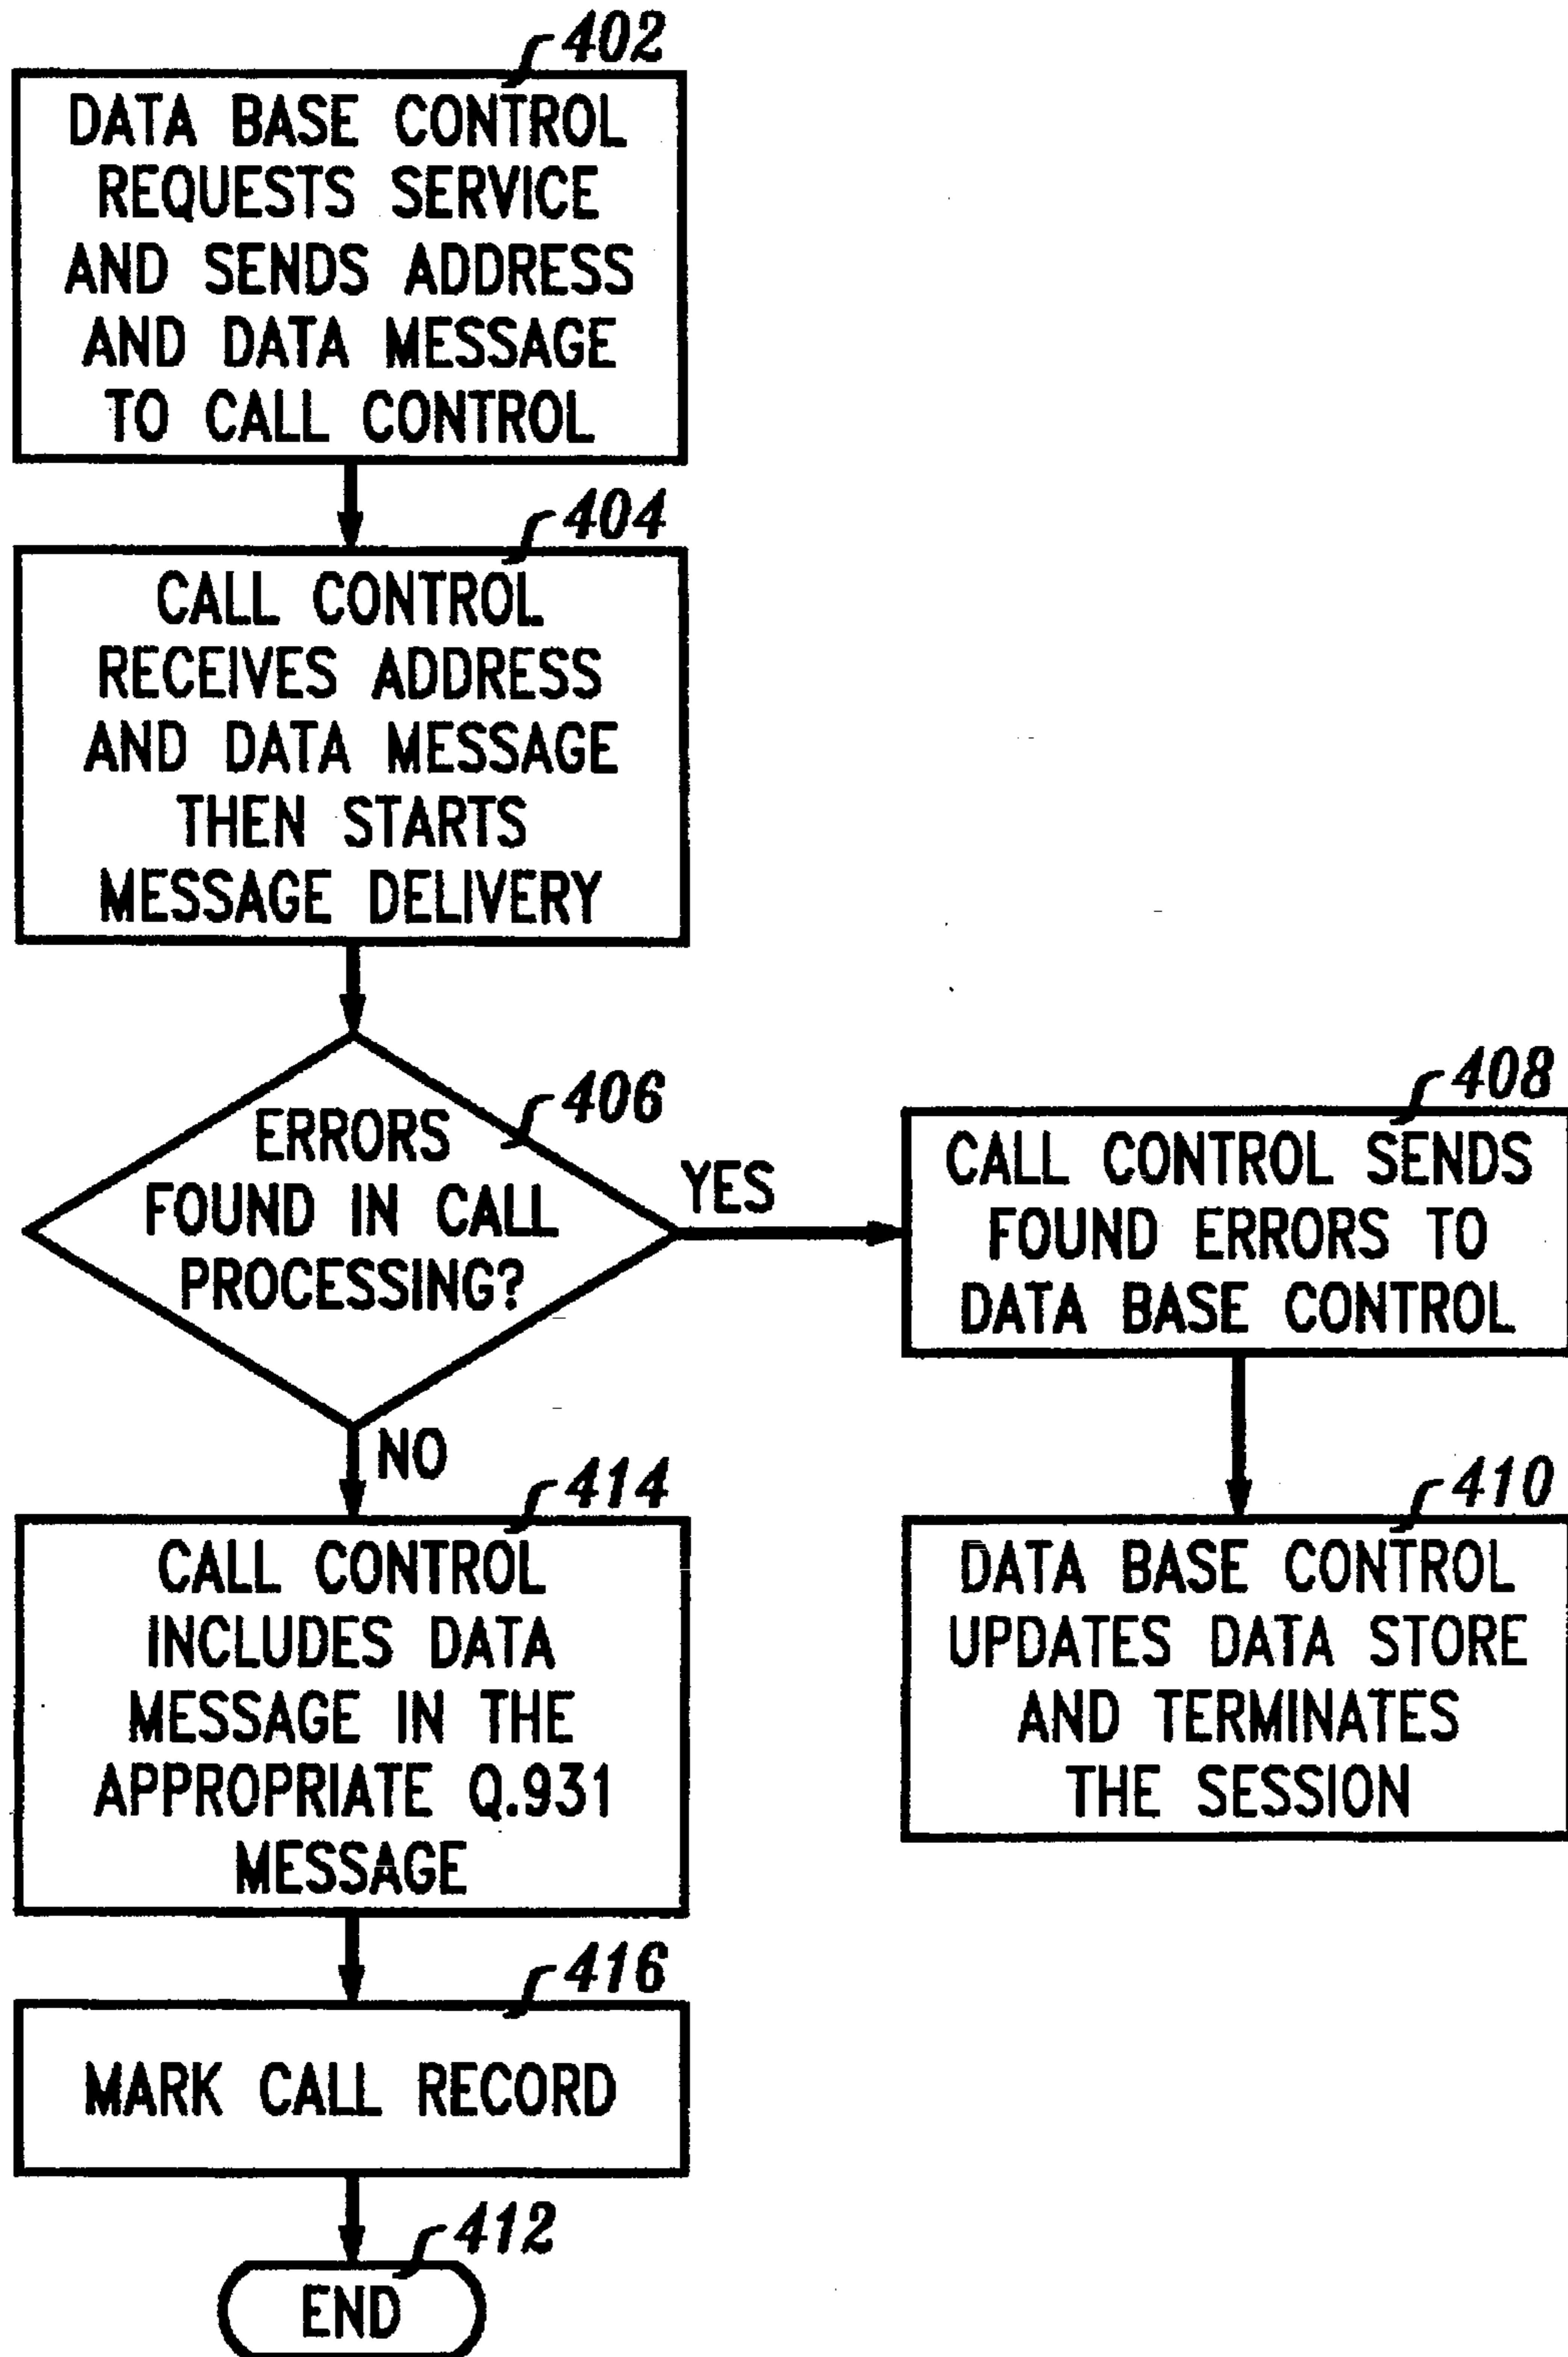 402
DATA BASE CONTROL
REQUESTS SERVICE
AND SENDS ADDRESS
AND DATA MESSAGE
TO CALL CONTROL
404
CALL CONTROL
RECEIVES ADDRESS
AND DATA MESSAGE
THEN STARTS
MESSAGE DELIVERY
406
ERRORS
FOUND IN CALL
PROCESSING?
YES
NO
408
CALL CONTROL SENDS
FOUND ERRORS TO
DATA BASE CONTROL
410
DATA BASE CONTROL
UPDATES DATA STORE
AND TERMINATES
THE SESSION
414
CALL CONTROL
INCLUDES DATA
MESSAGE IN THE
APPROPRIATE Q.931
MESSAGE
416
MARK CALL RECORD
412
END